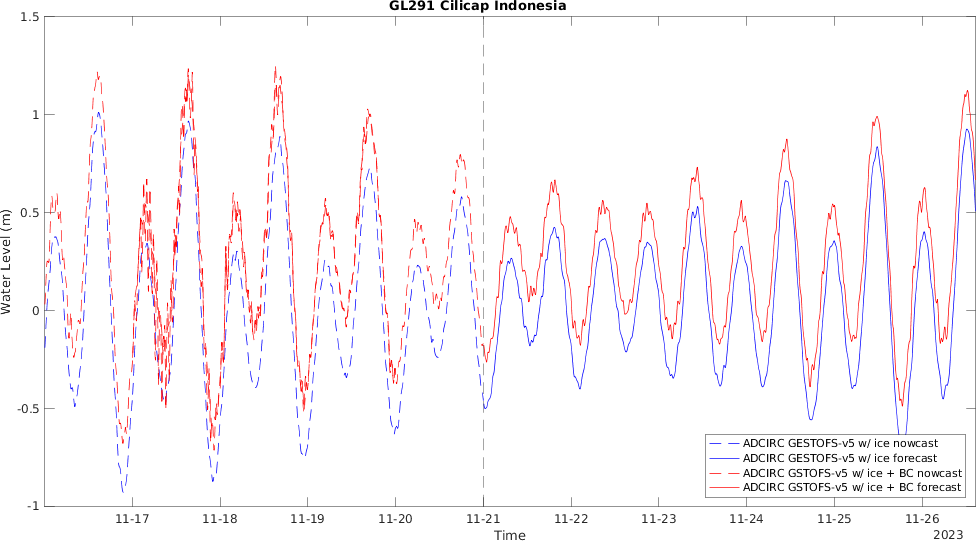 GL291 Cilicap Indonesia
1.5
1
0.5
0
-0.5
-1
Water Level (m)
11-17
11-18
11-19
11-20
11-21
11-22
11-23
11-24
11-25
11-26
Time
2023
ADCIRC GESTOFS-v5 w/ ice nowcast
ADCIRC GESTOFS-v5 w/ ice forecast
ADCIRC GSTOFS-v5 w/ ice + BC nowcast
ADCIRC GSTOFS-v5 w/ ice + BC forecast